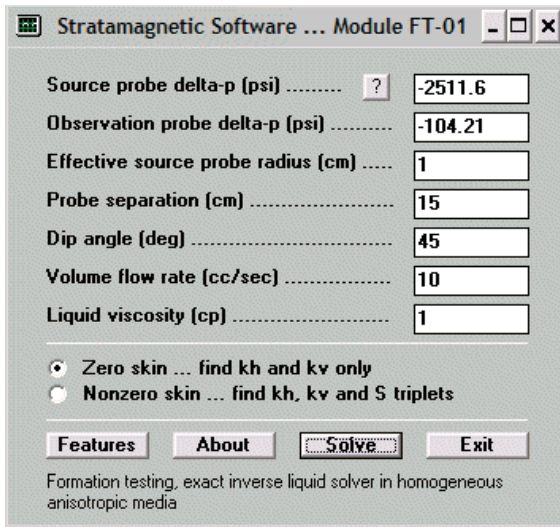 Stratamagnetic Software ... Module FT-01
Source probe delta-p (psi) ......... ? -2511.6
Observation probe delta-p (psi) .......... -104.21
Effective source probe radius (cm) ..... 1
Probe separation (cm) ........................ 15
Dip angle (deg) ................................... 45
Volume flow rate (cc/sec) .................. 10
Liquid viscosity (cp) .......................... 1
Zero skin ... find kh and kv only
Nonzero skin ... find kh, kv and S triplets
Features About Solve Exit
Formation testing, exact inverse liquid solver in homogeneous
anisotropic media